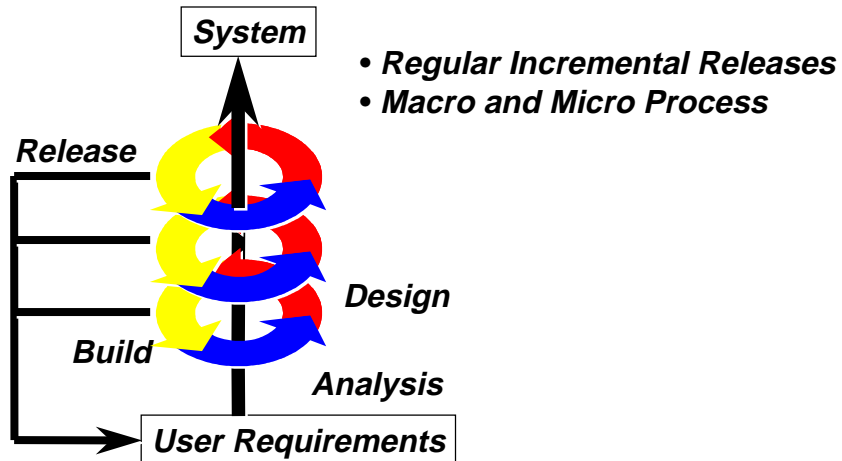 System
• Regular Incremental Releases
• Macro and Micro Process
Release
Design
Build
Analysis
User Requirements